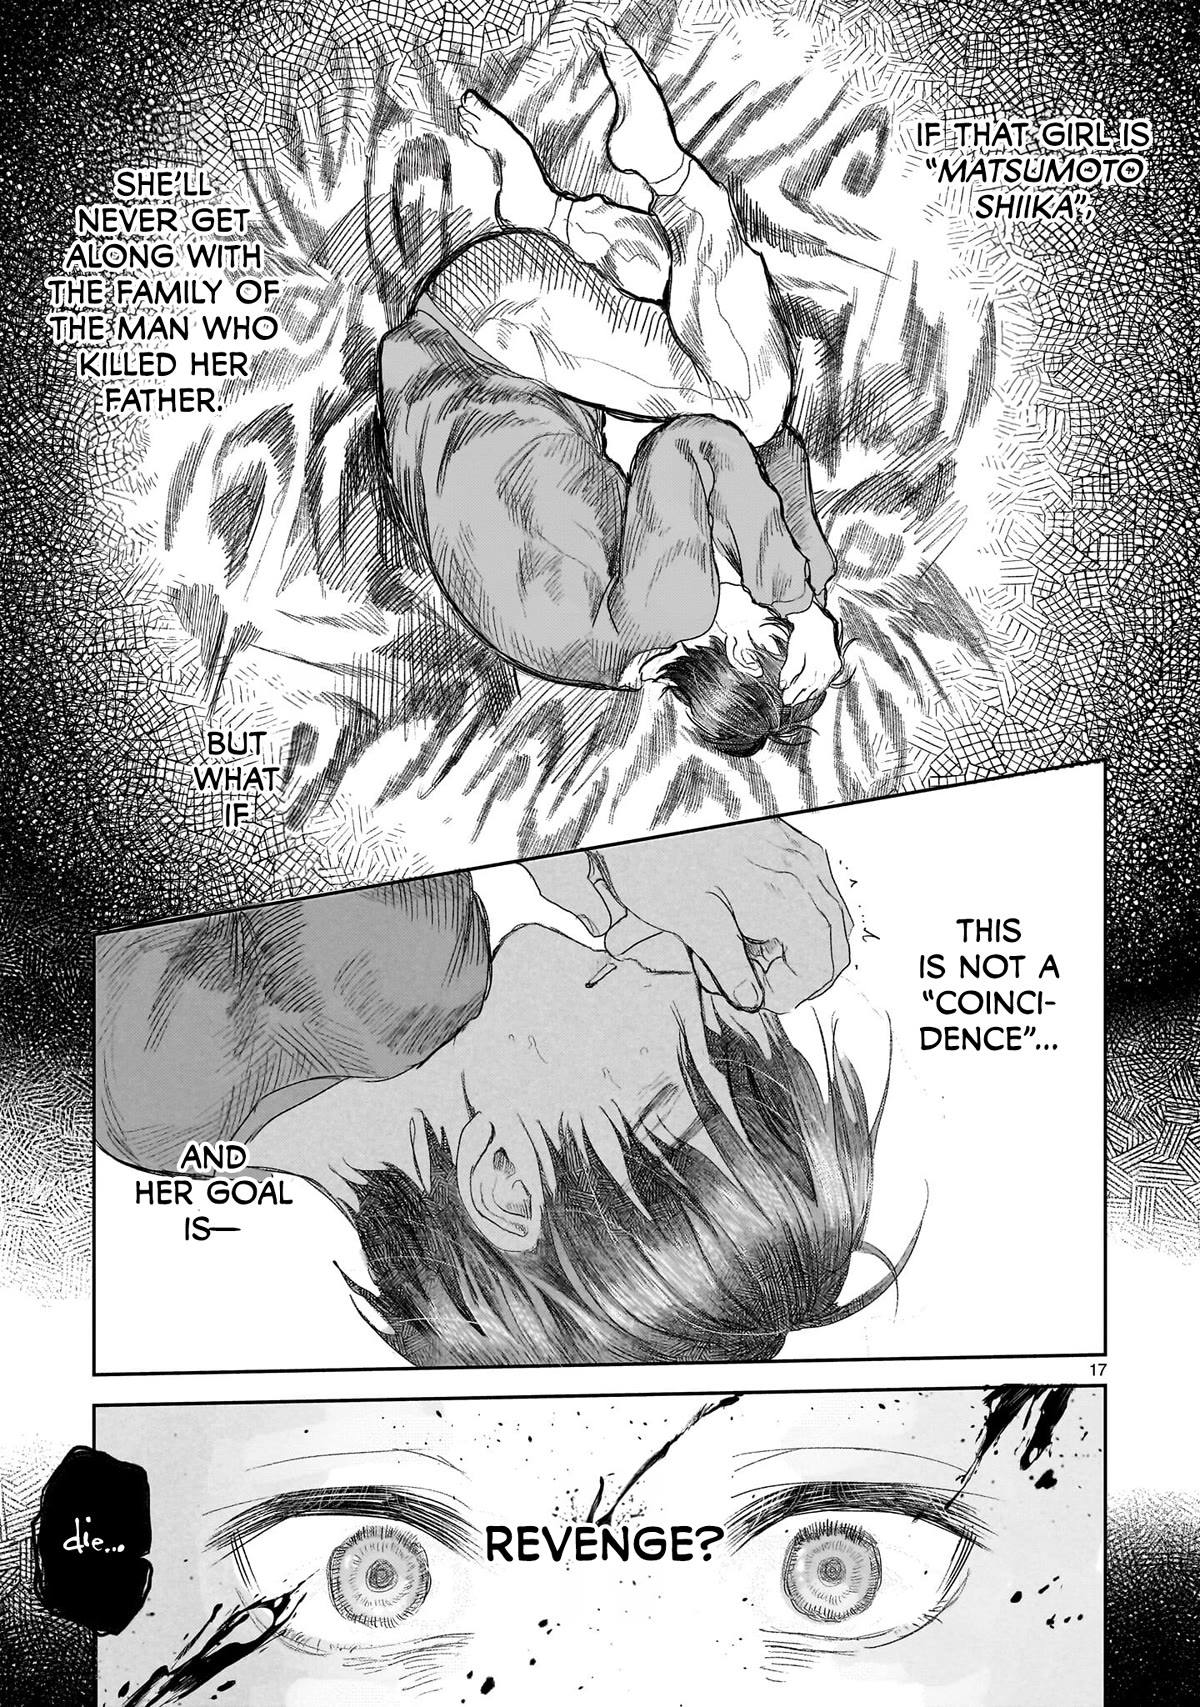 IF THAT GIRL IS
“MATSUMOTO
SHIIKA”,
SHE’LL
NEVER GET
ALONG WITH
THE FAMILY OF
THE MAN WHO
KILLED HER
FATHER.
BUT
WHAT
IF
THIS
IS NOT A
“COINCI-
DENCE”...
AND
HER GOAL
IS—
17
REVENGE?
die...